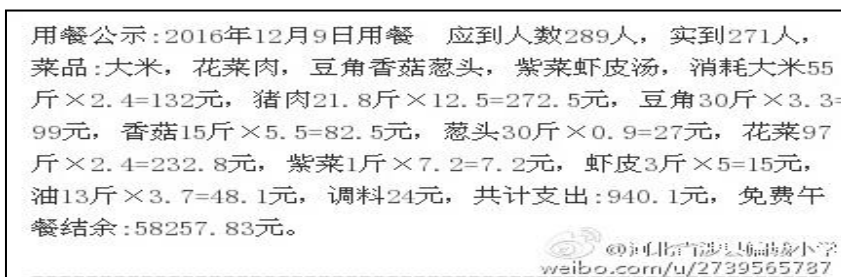 用餐公示:2016年12月9日用餐 应到人数289人，实到271人，
菜品:大米，花菜肉，豆角香菇葱头，紫菜虾皮汤，消耗大米55
斤×2.4=132元，猪肉21.8斤×12.5=272.5元，豆角30斤×3.3=
99元，香菇15斤×5.5=82.5元，葱头30斤×0.9=27元，花菜97
斤×2.4=232.8元，紫菜1斤×7.2=7.2元，虾皮3斤×5=15元，
油13斤×3.7=48.1元，调料24元，共计支出:940.1元，免费午
餐结余:58257.83元。
@河北省涉县小学
weibo.com/u/2739565787